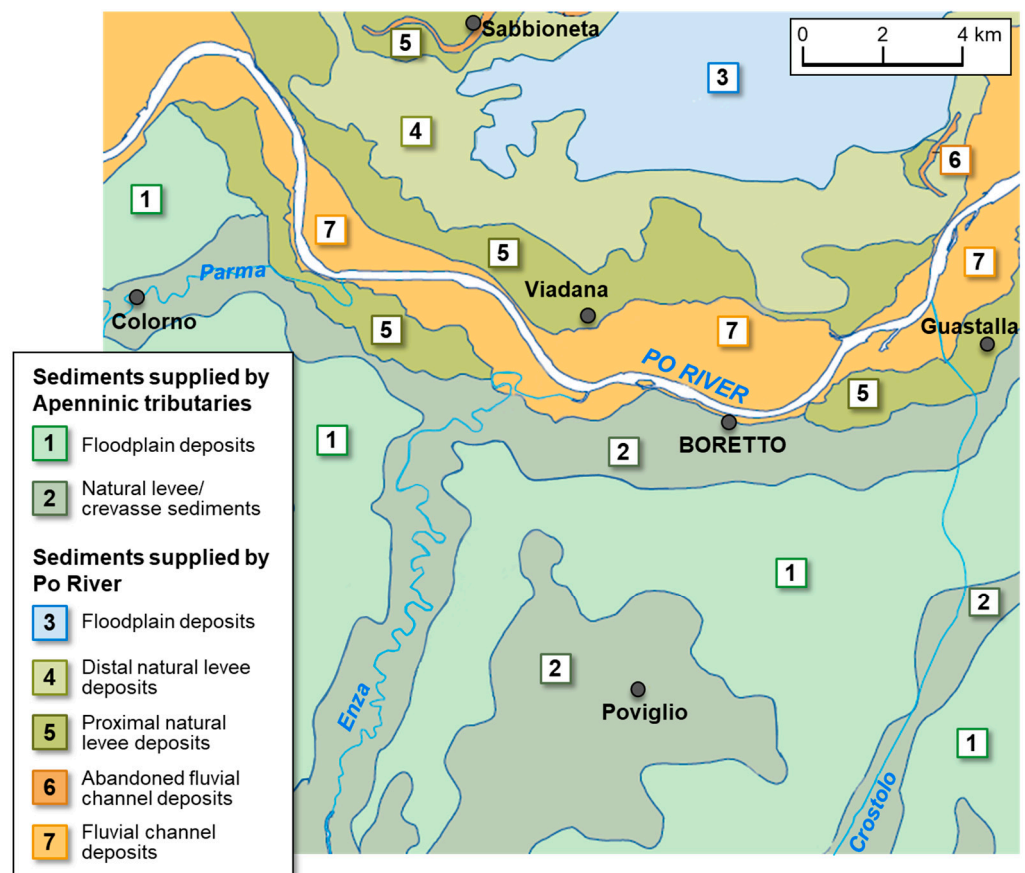 Sabbioneta
0 2 4 km
5
3
4
6
1
7
5
7
Parma
Viadana
Colorno
5
7
Guastalla
PO RIVER
5
BORETTO
1
2
1
2
2
Enza
Poviglio
1
Crostolo
Sediments supplied by
Apenninic tributaries
1 Floodplain deposits
2 Natural levee/
crevasse sediments
Sediments supplied by
Po River
3 Floodplain deposits
4 Distal natural levee
deposits
5 Proximal natural
levee deposits
6 Abandoned fluvial
channel deposits
7 Fluvial channel
deposits